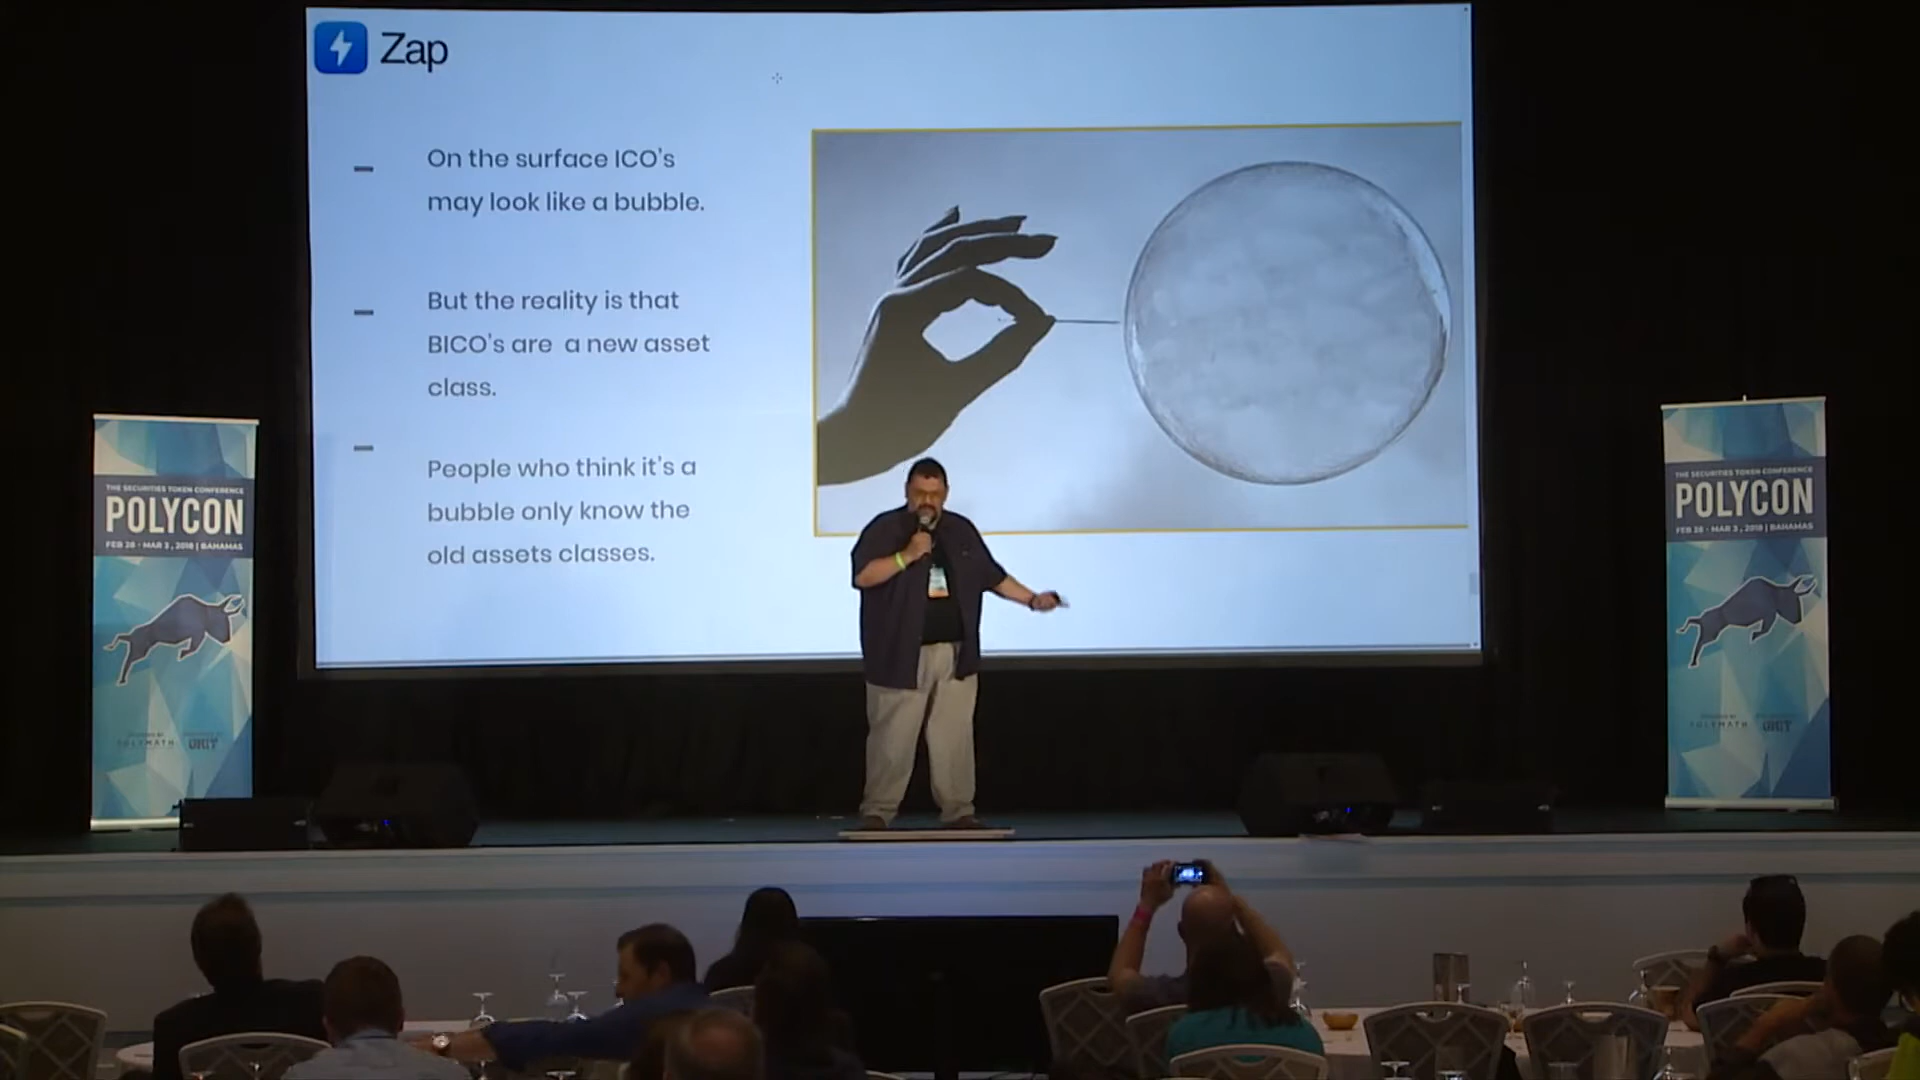 Zap
On the surface ICO's
may look like a bubble.
But the reality is that
BICO's are a new asset
class.
People who think it's a
bubble only know the
old assets classes.
THE SECURITIES TOKEN CONFERENCE
POLYCON
FEB 28 - MAR 3, 2018 | BAHAMAS
POLYMATH
THE SECURITIES TOKEN CONFERENCE
POLYCON
FEB 28 - MAR 3, 2018 | BAHAMAS
POLYMATH